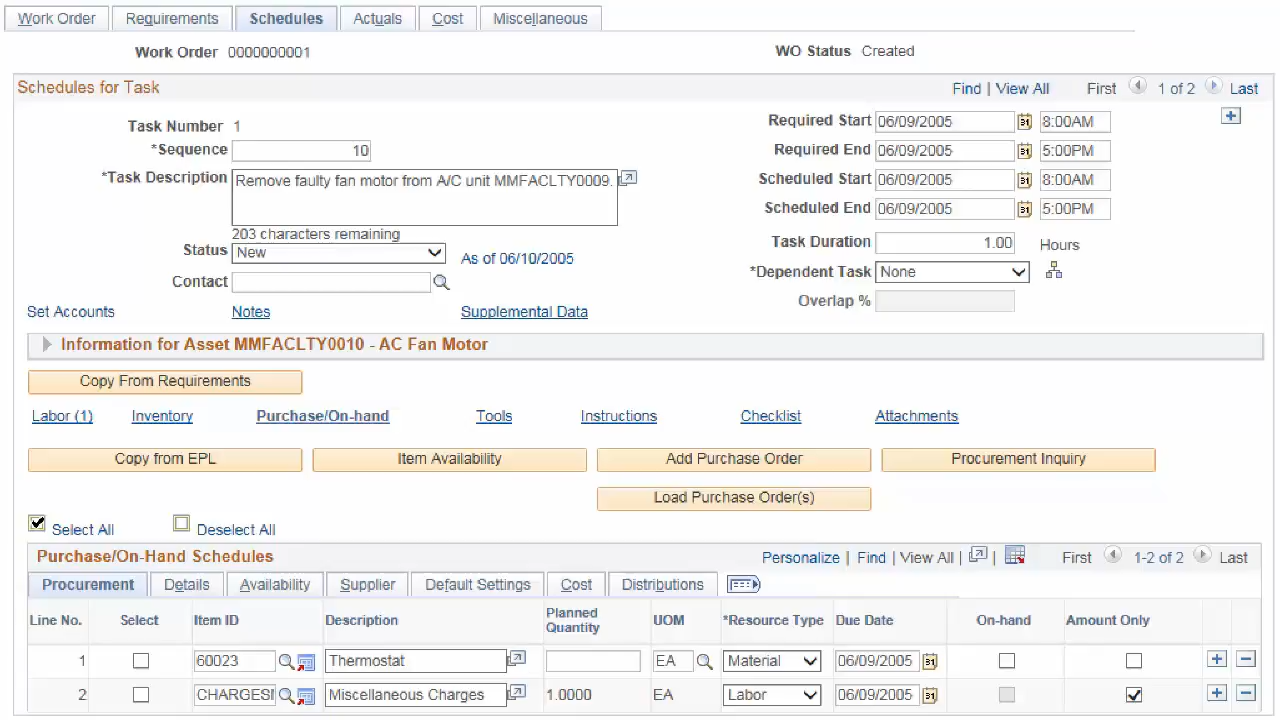 Work Order Requirements Schedules Actuals Cost Miscellaneous
Work Order 0000000001 WO Status Created
Schedules for Task Find | View All First 1 of 2 Last
Task Number 1 Required Start 06/09/2005 31 8:00AM
*Sequence 10 Required End 06/09/2005 31 5:00PM
*Task Description Remove faulty fan motor from A/C unit MMFACLTY0009. Scheduled Start 06/09/2005 31 8:00AM
Scheduled End 06/09/2005 31 5:00PM
203 characters remaining
Status New As of 06/10/2005 Task Duration 1.00 Hours
Contact *Dependent Task None
Overlap %
Set Accounts Notes Supplemental Data
Information for Asset MMFACLTY0010 - AC Fan Motor
Copy From Requirements
Labor (1) Inventory Purchase/On-hand Tools Instructions Checklist Attachments
Copy from EPL Item Availability Add Purchase Order Procurement Inquiry
Load Purchase Order(s)
Select All Deselect All
Purchase/On-Hand Schedules Personalize | Find | View All | | First 1-2 of 2 Last
Procurement Details Availability Supplier Default Settings Cost Distributions
Line No. Select Item ID Description Planned Quantity UOM *Resource Type Due Date On-hand Amount Only
1 60023 Thermostat EA Material 06/09/2005 31
2 CHARGES Miscellaneous Charges 1.0000 EA Labor 06/09/2005 31